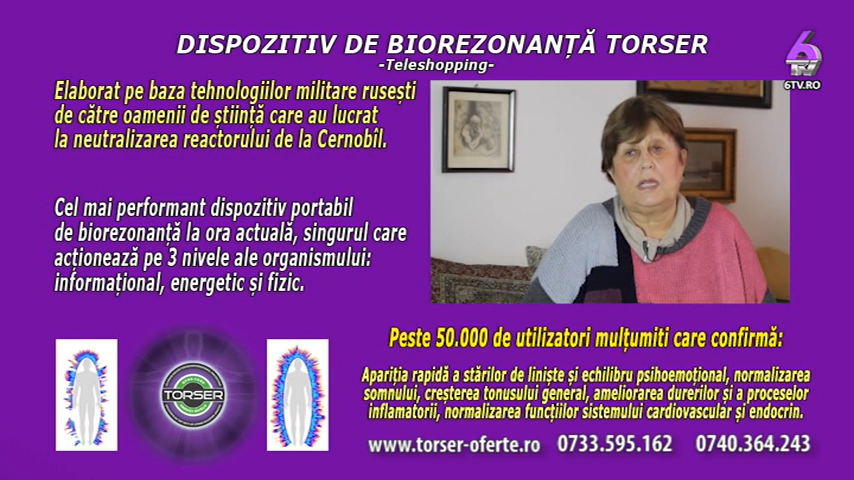 DISPOZITIV DE BIOREZONANȚĂ TORSER
-Teleshopping-
6
TV
6TV.RO
Elaborat pe baza tehnologiilor militare rusești
de către oamenii de știință care au lucrat
la neutralizarea reactorului de la Cernobîl.
Cel mai performant dispozitiv portabil
de biorezonanță la ora actuală, singurul care
acționează pe 3 nivele ale organismului:
informațional, energetic și fizic.
TORSER
Peste 50.000 de utilizatori mulțumiti care confirmă:
Apariția rapidă a stărilor de liniște și echilibru psihoemoțional, normalizarea
somnului, creșterea tonusului general, ameliorarea durerilor și a proceselor
inflamatorii, normalizarea funcțiilor sistemului cardiovascular și endocrin.
www.torser-oferte.ro 0733.595.162 0740.364.243